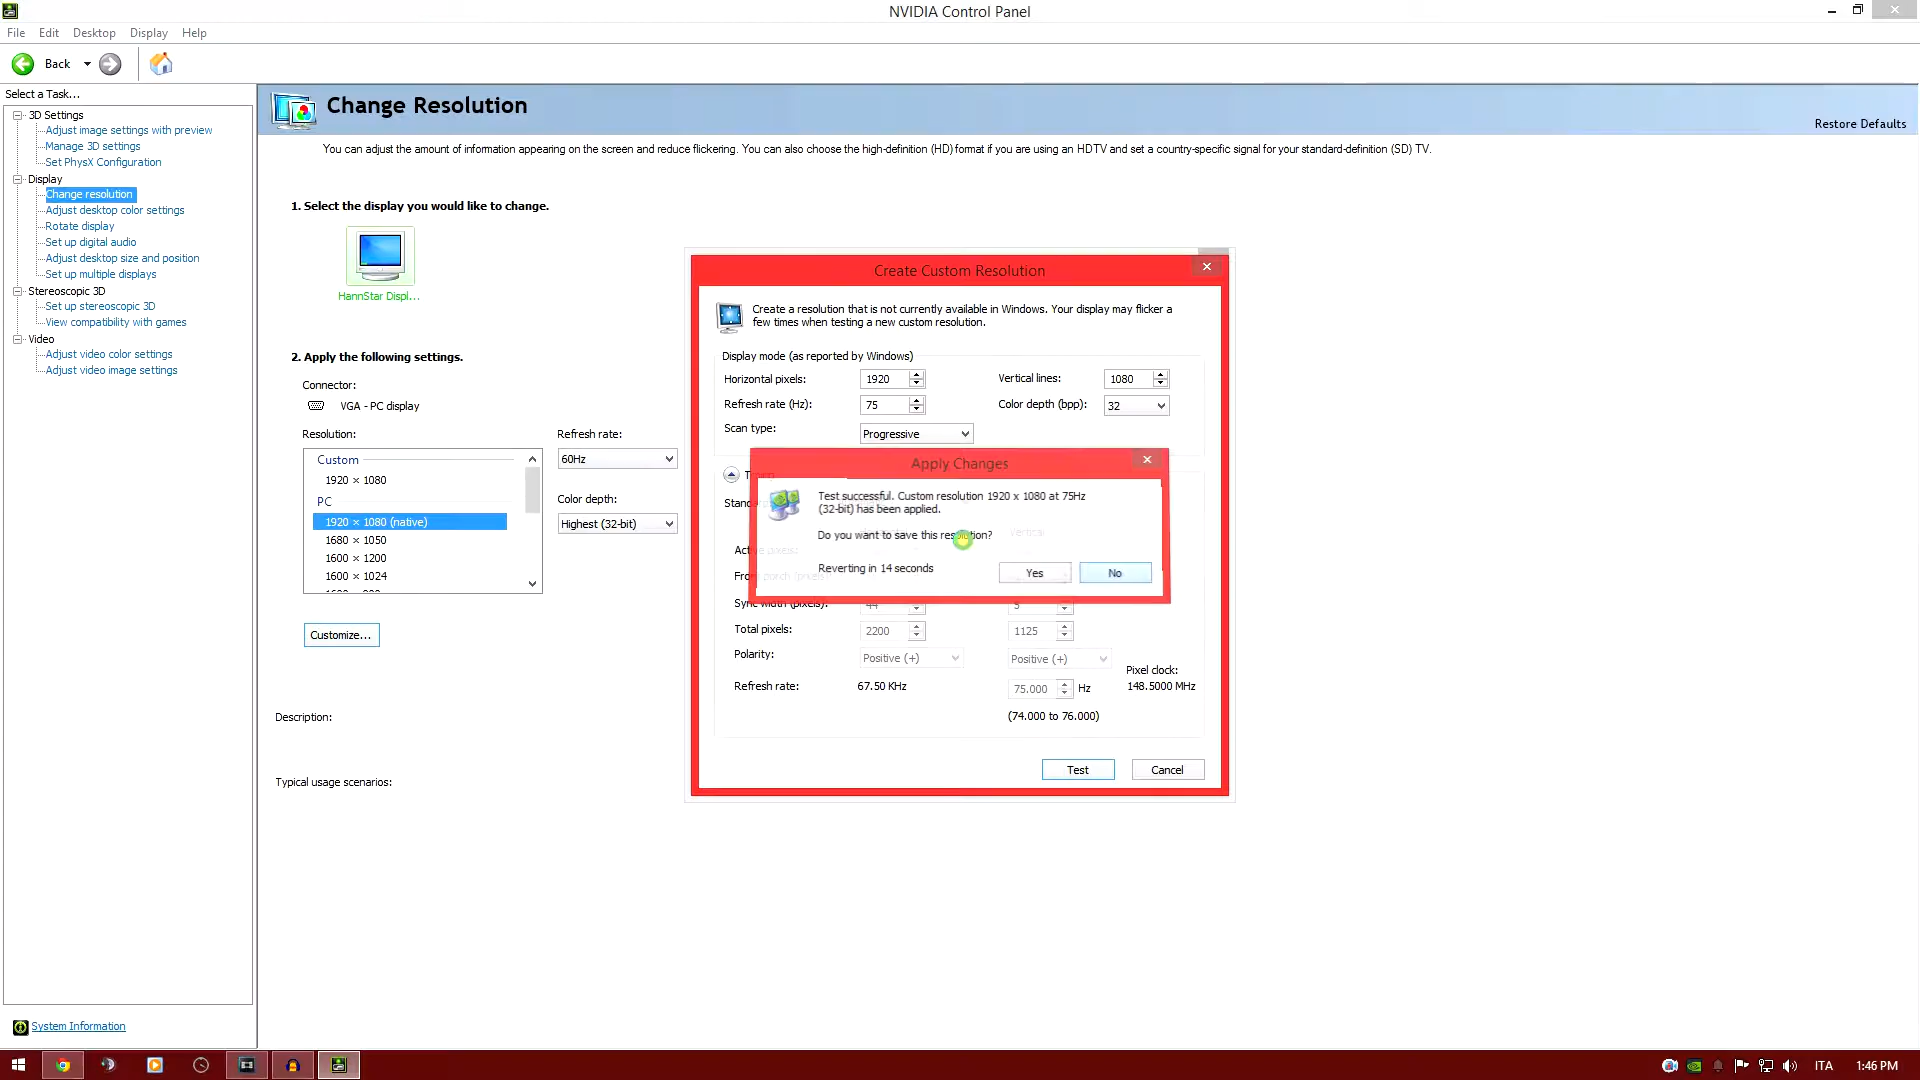 NVIDIA Control Panel
File Edit Desktop Display Help
Back
Select a Task...
3D Settings
Adjust image settings with preview
Manage 3D settings
Set PhysX Configuration
Display
Change resolution
Adjust desktop color settings
Rotate display
Set up digital audio
Adjust desktop size and position
Set up multiple displays
Stereoscopic 3D
Set up stereoscopic 3D
View compatibility with games
Video
Adjust video color settings
Adjust video image settings
System Information
Change Resolution
Restore Defaults
You can adjust the amount of information appearing on the screen and reduce flickering. You can also choose the high-definition (HD) format if you are using an HDTV and set a country-specific signal for your standard-definition (SD) TV.
1. Select the display you would like to change.
HannStar Displ...
2. Apply the following settings.
Connector:
VGA - PC display
Resolution:
Custom
1920 × 1080
PC
1920 × 1080 (native)
1680 × 1050
1600 × 1200
1600 × 1024
Refresh rate:
60Hz
Color depth:
Highest (32-bit)
Customize...
Description:
Typical usage scenarios:
Create Custom Resolution
Create a resolution that is not currently available in Windows. Your display may flicker a
few times when testing a new custom resolution.
Display mode (as reported by Windows)
Horizontal pixels: 1920 Vertical lines: 1080
Refresh rate (Hz): 75 Color depth (bpp): 32
Scan type: Progressive
Apply Changes
Test successful. Custom resolution 1920 x 1080 at 75Hz
(32-bit) has been applied.
Do you want to save this resolution?
Reverting in 14 seconds
Yes No
Vertical
Sync width (pixels): 44 5
Total pixels: 2200 1125
Polarity: Positive (+) Positive (+)
Pixel clock:
Refresh rate: 67.50 KHz 75.000 Hz 148.5000 MHz
(74.000 to 76.000)
Test Cancel
ITA 1:46 PM